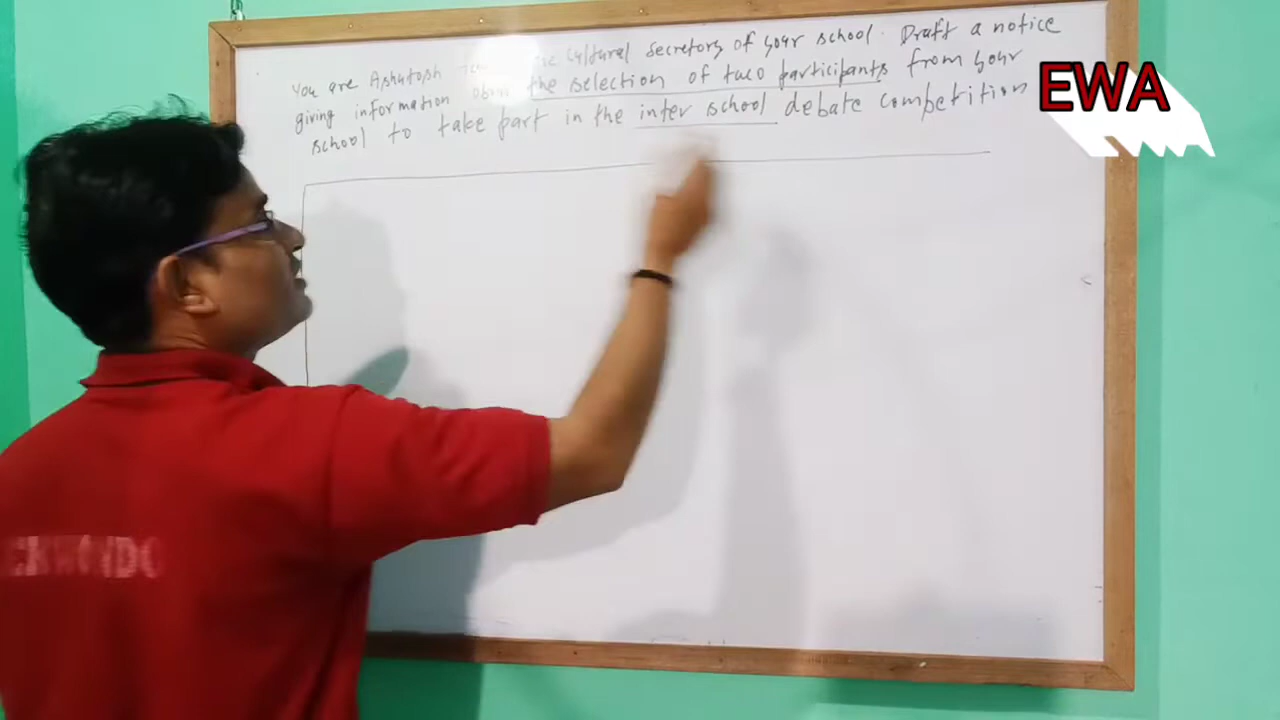 You are Ashutosh the Cultural Secretary of your school. Draft a notice
giving information the selection of two participants from your
school to take part in the inter school debate competition
EWA